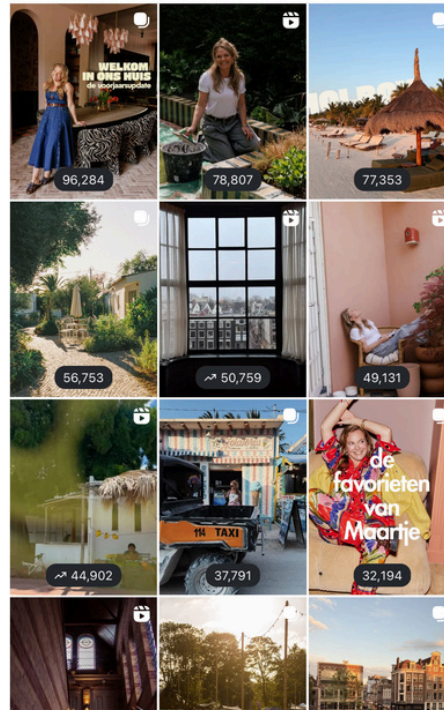 WELKOM
IN ONS HUIS
de voorjaarsupdate
96,284
78,807
77,353
56,753
50,759
49,131
114 TAXI
44,902
37,791
de
favorieten
van
Maartje
32,194